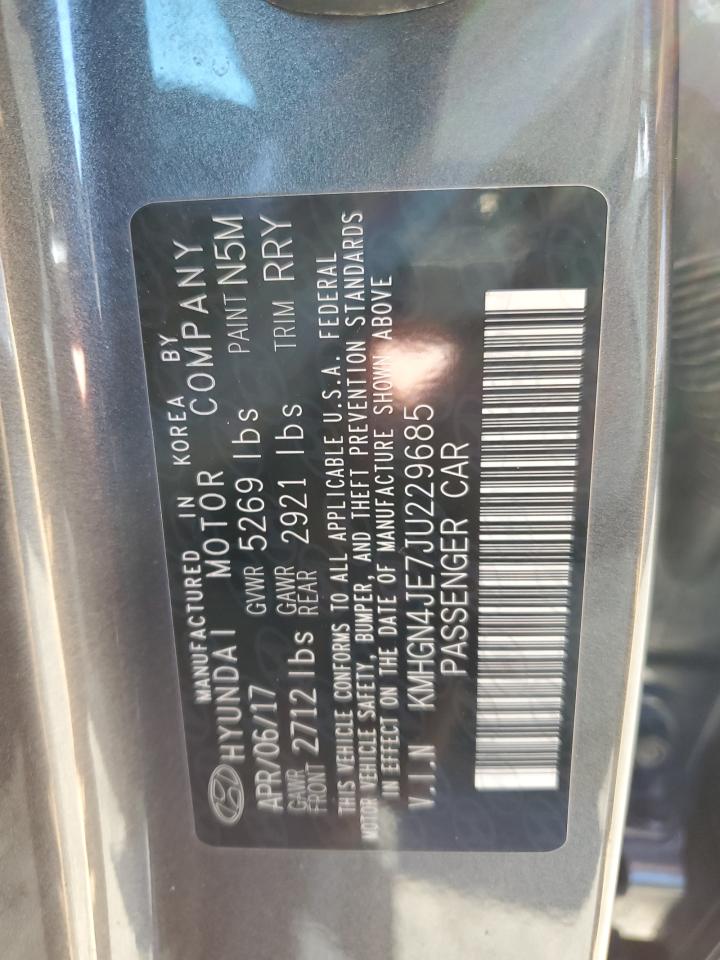 MANUFACTURED IN KOREA BY
HYUNDAI MOTOR COMPANY
APR/06/17 GVWR 5269 lbs PAINT N5M
GAWR FRONT 2712 lbs GAWR REAR 2921 lbs TRIM RRY
THIS VEHICLE CONFORMS TO ALL APPLICABLE U.S.A. FEDERAL
MOTOR VEHICLE SAFETY, BUMPER, AND THEFT PREVENTION STANDARDS
IN EFFECT ON THE DATE OF MANUFACTURE SHOWN ABOVE
V.I.N KMHGN4JE7JU229685
PASSENGER CAR